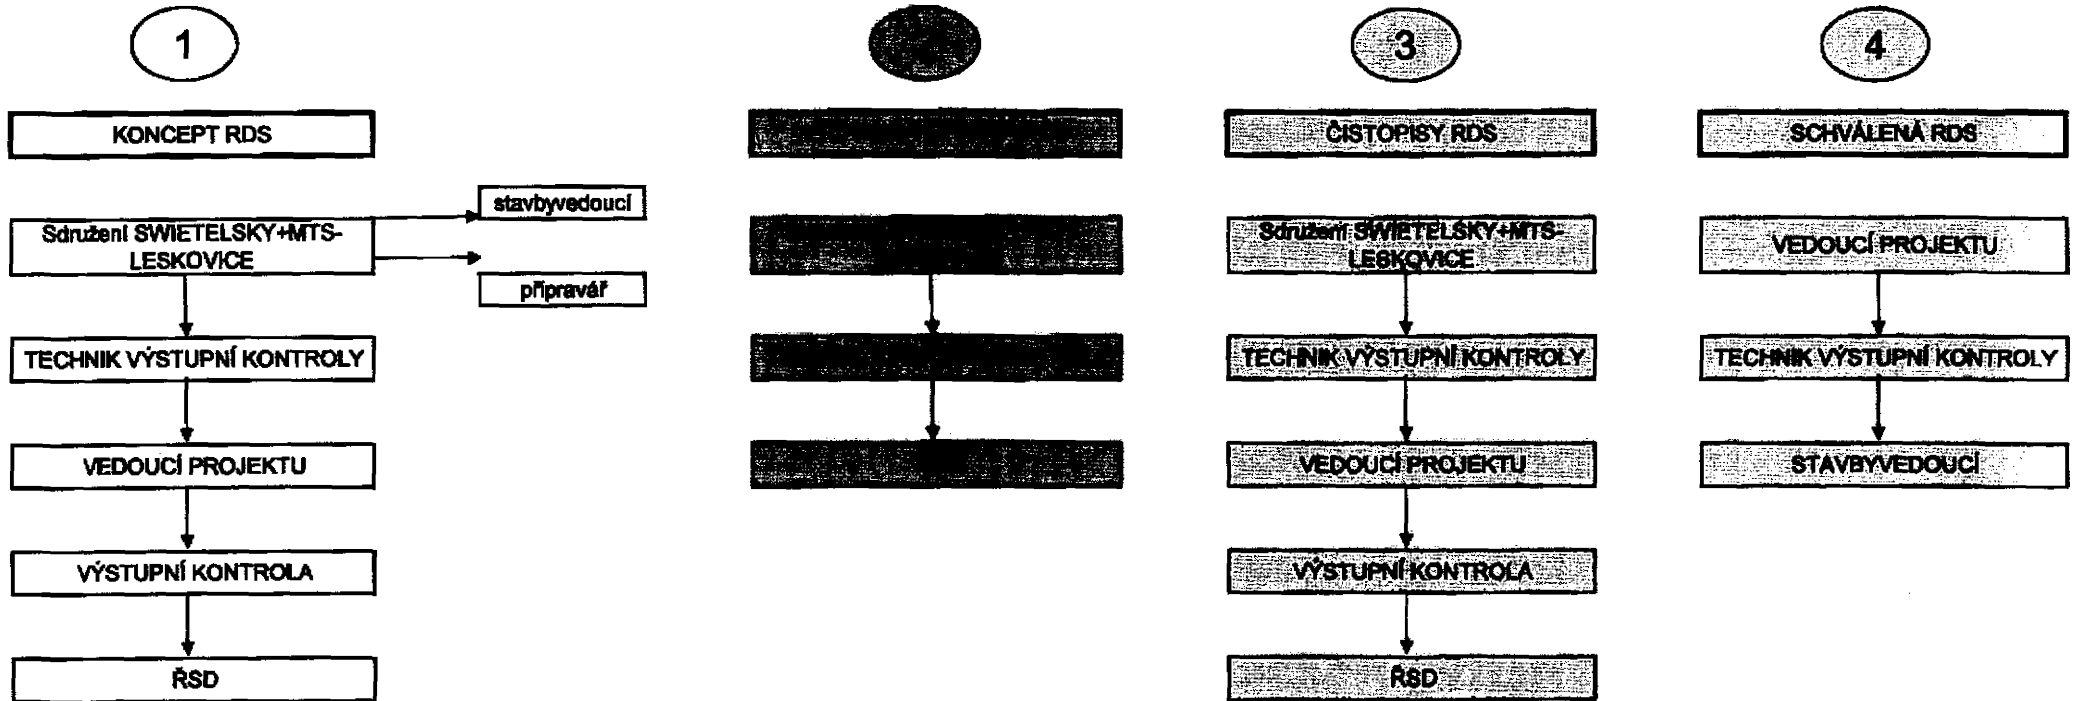 1
3
4
KONCEPT RDS
ČISTOPISY RDS
SCHVÁLENÁ RDS
stavbyvedoucí
Sdružení SWIETELSKY+MTS-
LESKOVICE
Sdružení SWIETELSKY+MTS-
LESKOVICE
VEDOUCÍ PROJEKTU
připravář
TECHNIK VÝSTUPNÍ KONTROLY
TECHNIK VÝSTUPNÍ KONTROLY
TECHNIK VÝSTUPNÍ KONTROLY
VEDOUCÍ PROJEKTU
VEDOUCÍ PROJEKTU
STAVBYVEDOUCÍ
VÝSTUPNÍ KONTROLA
VÝSTUPNÍ KONTROLA
ŘSD
ŘSD